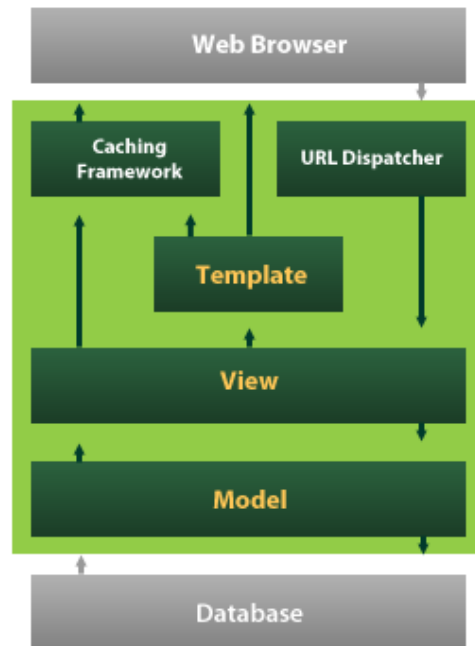 Web Browser
Caching
Framework
URL Dispatcher
Template
View
Model
Database